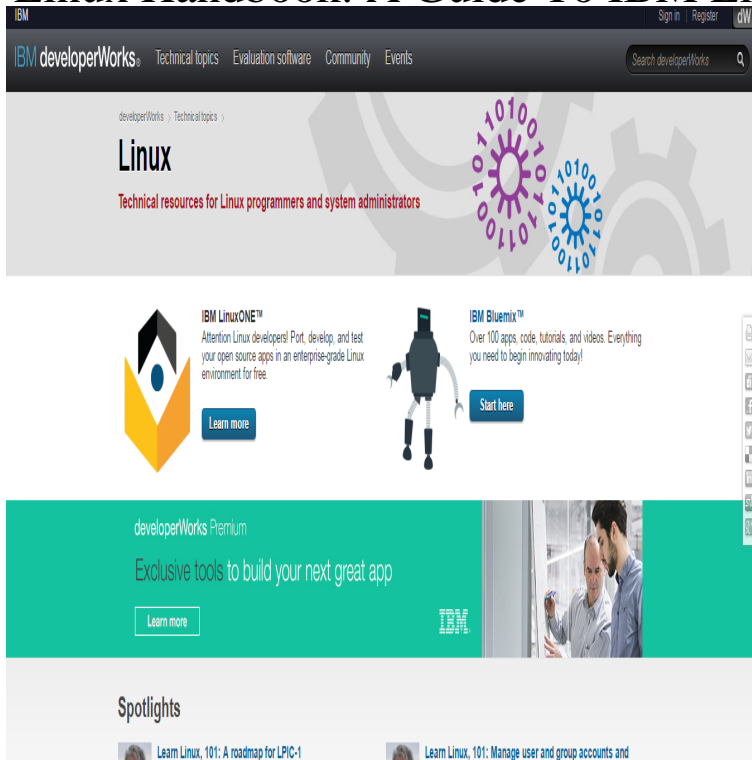 Linux Handbook: A Guide To IBM
IBM
Sign in | Register
dW
IBM developerWorks®
Technical topics
Evaluation software
Community
Events
Search developerWorks
developerWorks > Technical topics >
Linux
Technical resources for Linux programmers and system administrators
IBM LinuxONE™
Attention Linux developers! Port, develop, and test
your open source apps in an enterprise-grade Linux
environment for free.
Learn more
IBM Bluemix™
Over 100 apps, code, tutorials, and videos. Everything
you need to begin innovating today!
Start here
developerWorks Premium
Exclusive tools to build your next great app
Learn more
IBM
Spotlights
Learn Linux, 101: A roadmap for LPIC-1
Learn Linux, 101: Manage user and group accounts and